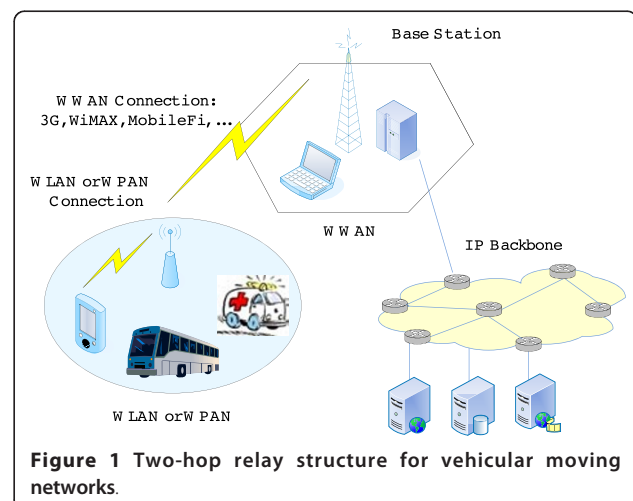 Base Station
W W AN Connection:
3G,WiMAX,MobileFi,...
W LAN orW PAN
Connection
W W AN
IP Backbone
W LAN orW PAN
Figure 1 Two-hop relay structure for vehicular moving
networks.